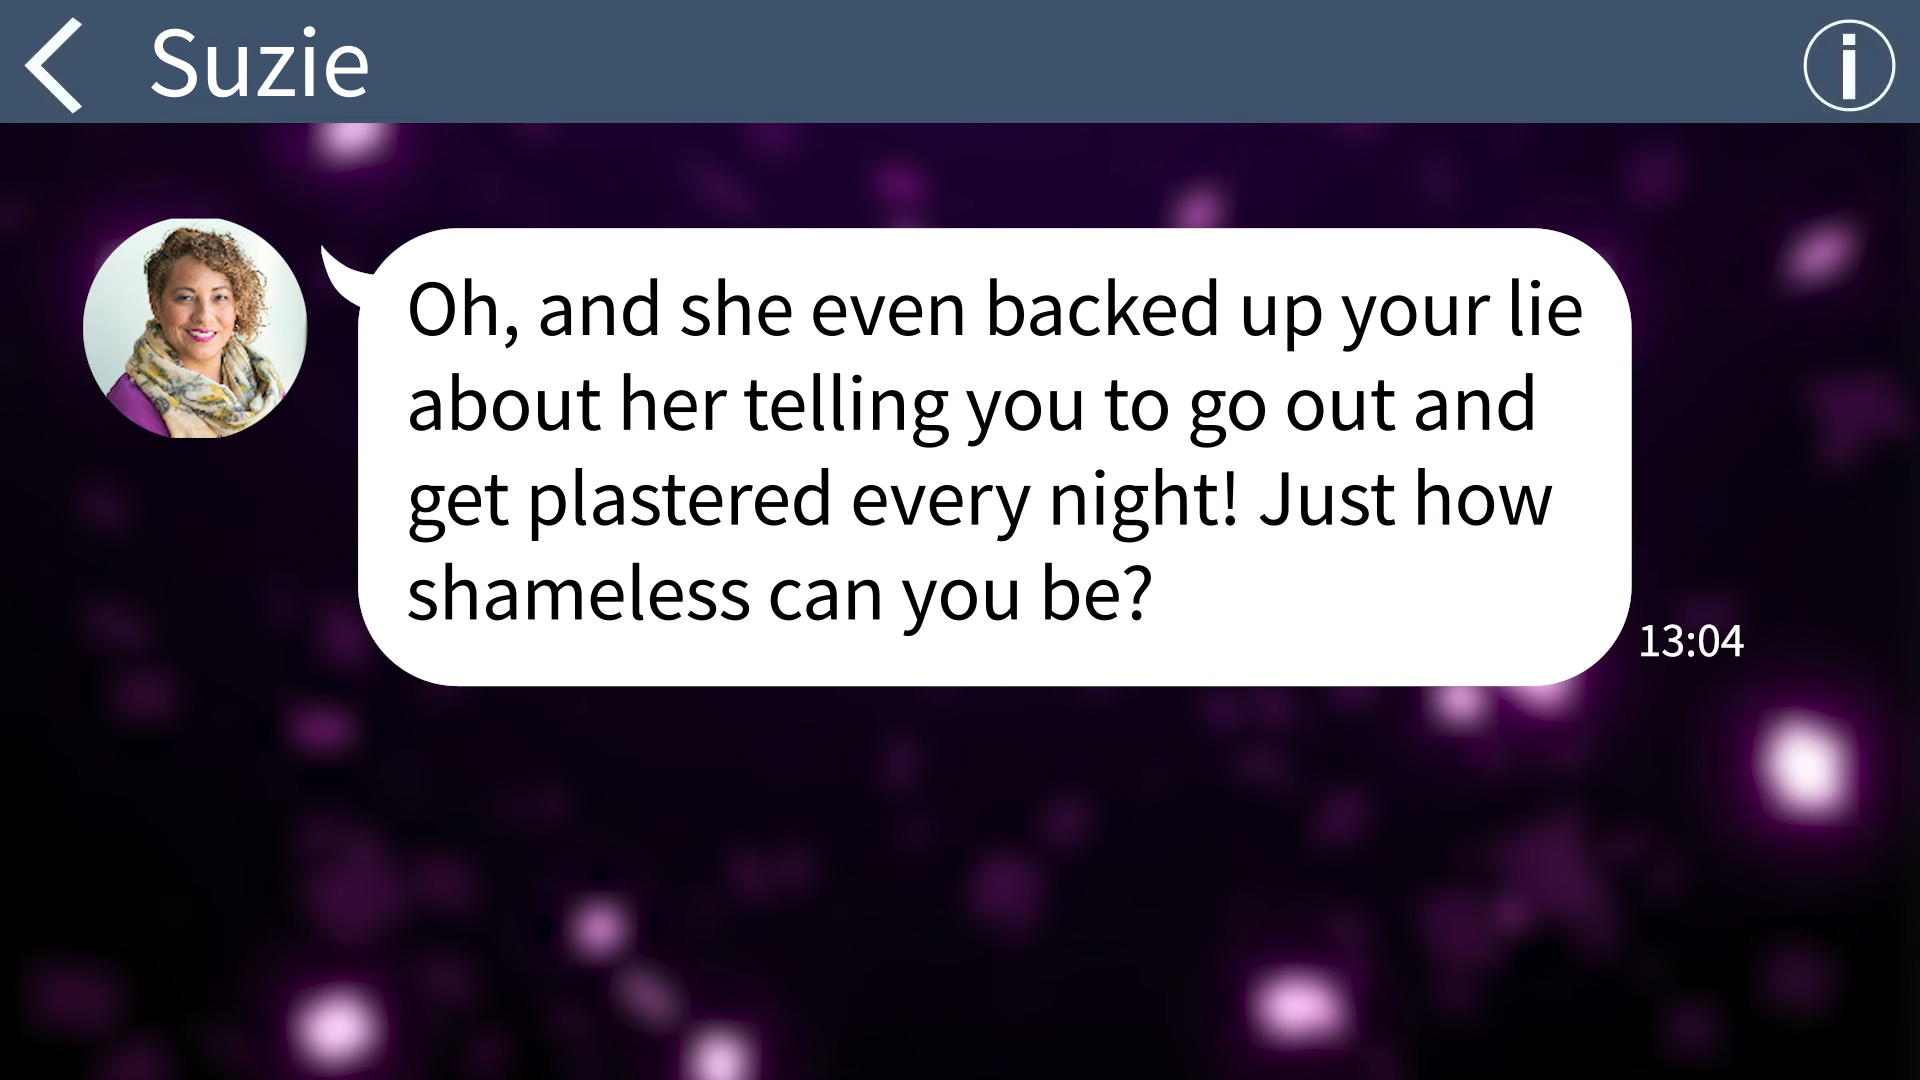 Suzie
Oh, and she even backed up your lie
about her telling you to go out and
get plastered every night! Just how
shameless can you be?
13:04